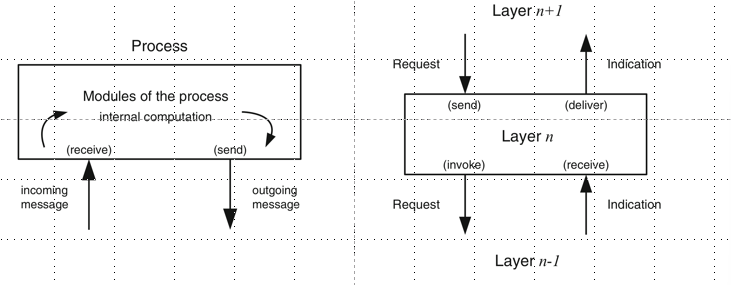 Process
Modules of the process
internal computation
(receive)
(send)
incoming
message
outgoing
message
Layer n+1
Request
Indication
(send)
(deliver)
Layer n
(invoke)
(receive)
Request
Indication
Layer n-1